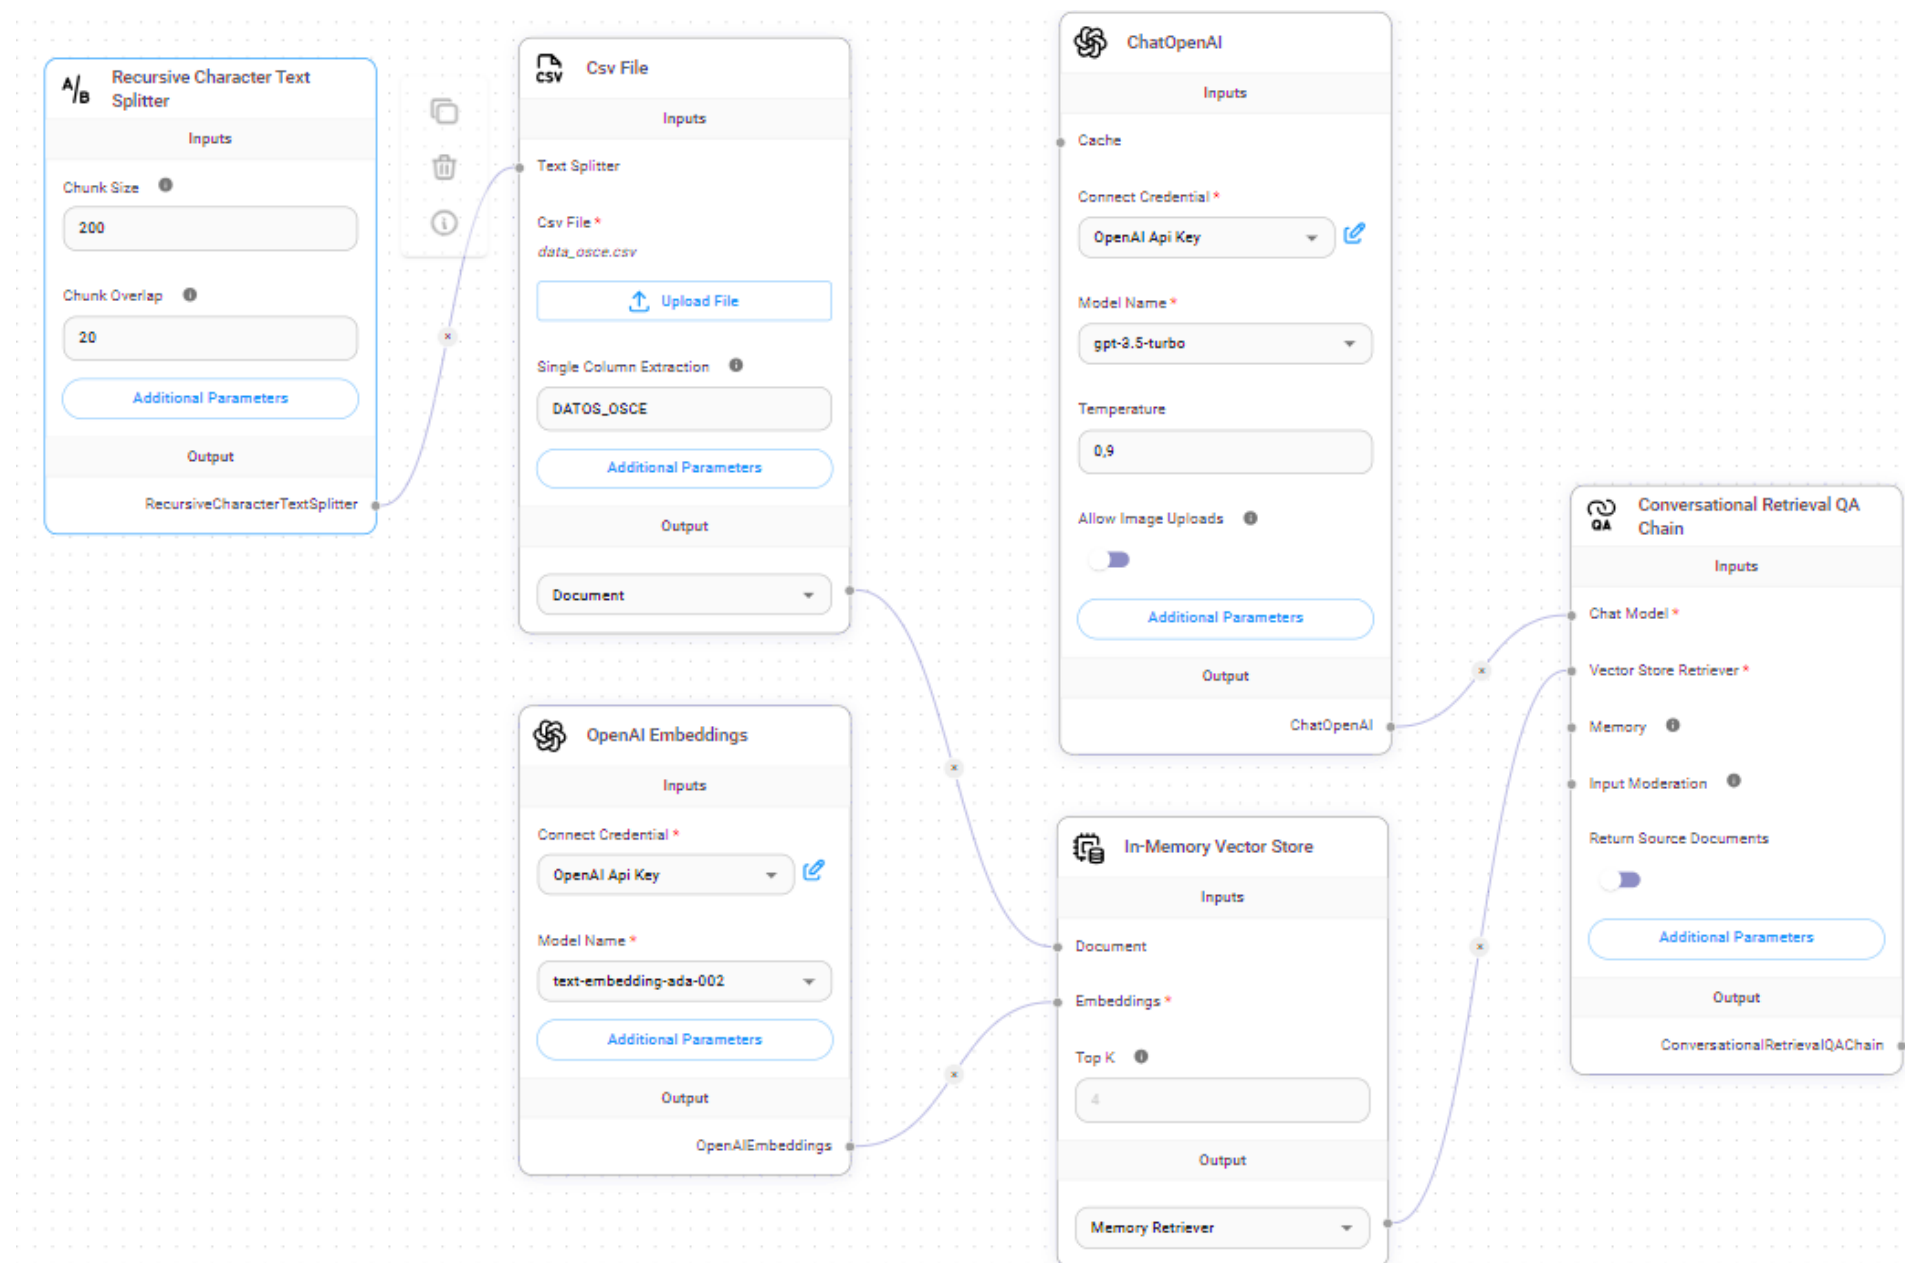 Recursive Character Text
Splitter
Inputs
Chunk Size
200
Chunk Overlap
20
Additional Parameters
Output
RecursiveCharacterTextSplitter
Csv File
Inputs
Text Splitter
Csv File *
data_osce.csv
Upload File
Single Column Extraction
DATOS_OSCE
Additional Parameters
Output
Document
OpenAI Embeddings
Inputs
Connect Credential *
OpenAI Api Key
Model Name *
text-embedding-ada-002
Additional Parameters
Output
OpenAIEmbeddings
ChatOpenAI
Inputs
Cache
Connect Credential *
OpenAI Api Key
Model Name *
gpt-3.5-turbo
Temperature
0,9
Allow Image Uploads
Additional Parameters
Output
ChatOpenAI
In-Memory Vector Store
Inputs
Document
Embeddings *
Top K
4
Output
Memory Retriever
Conversational Retrieval QA
Chain
Inputs
Chat Model *
Vector Store Retriever *
Memory
Input Moderation
Return Source Documents
Additional Parameters
Output
ConversationalRetrievalQAChain
A/B
CSV
QA